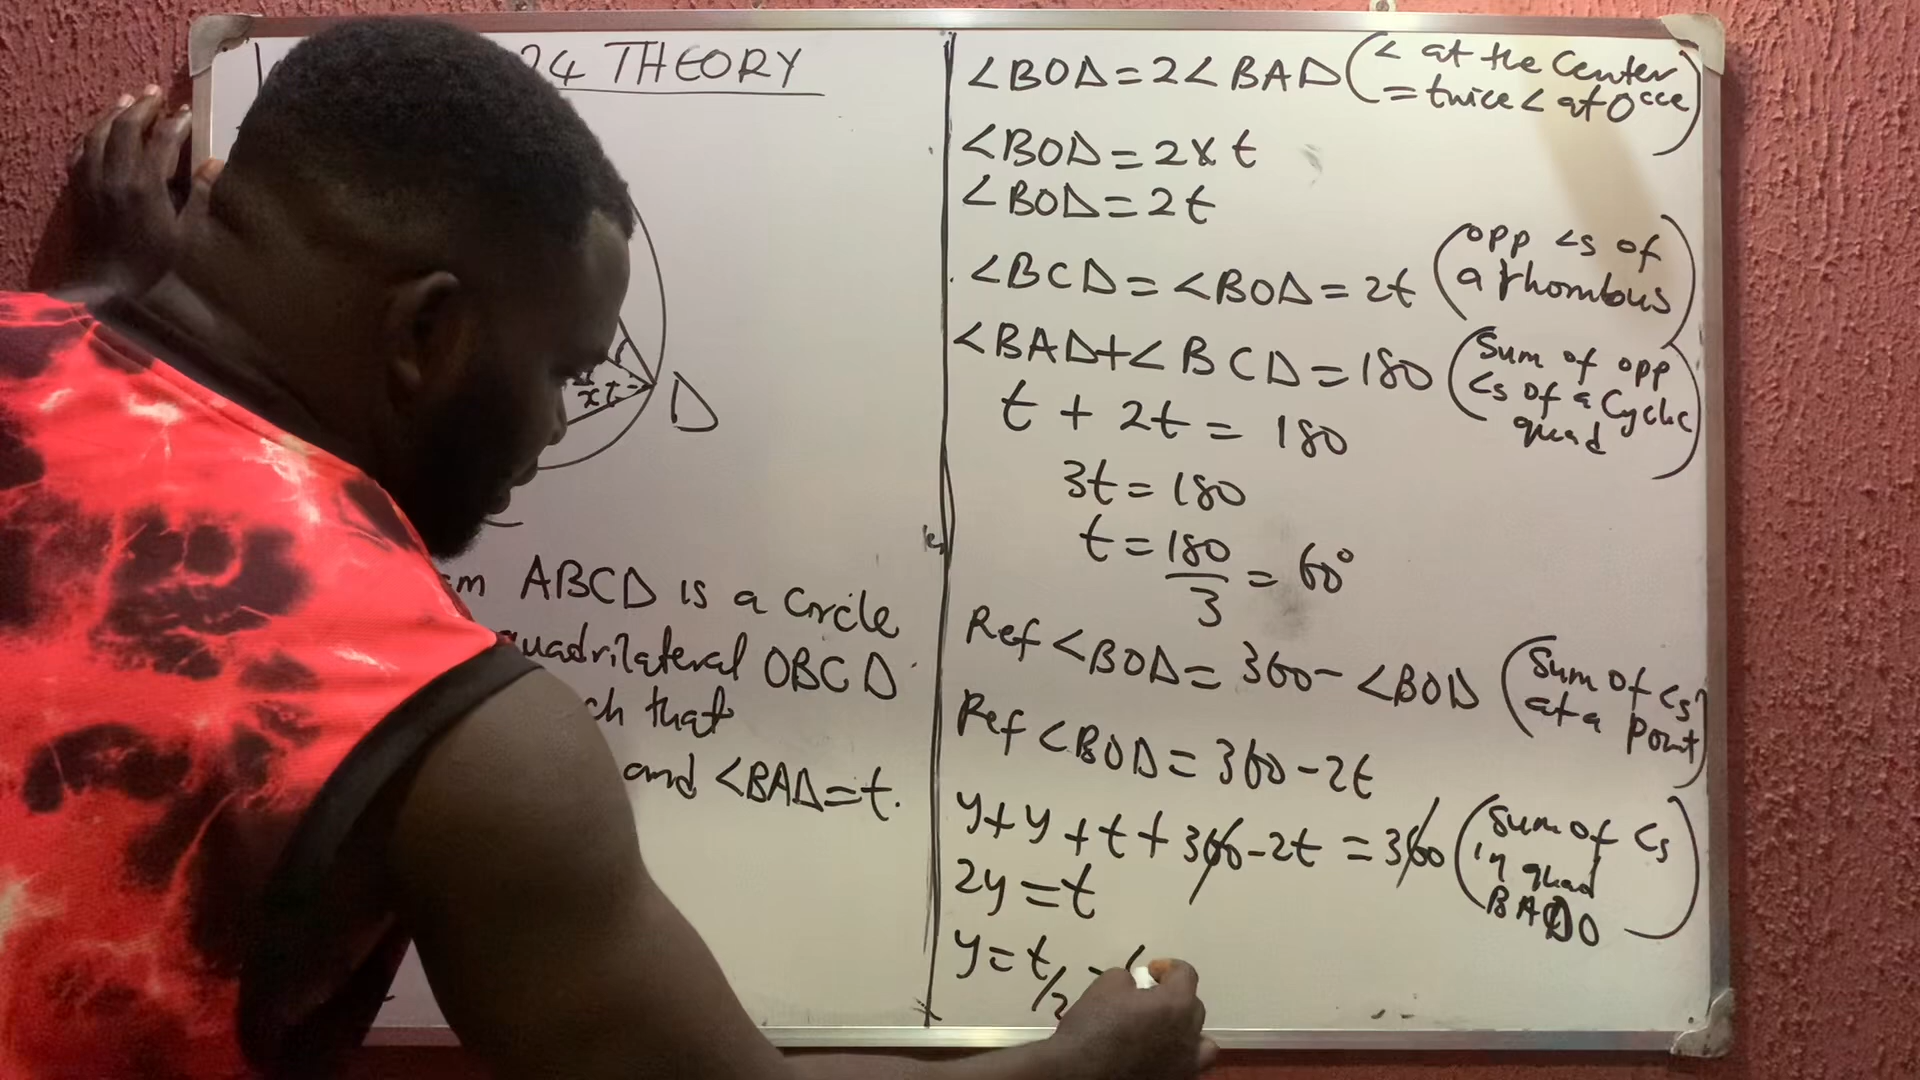 24 THEORY
D
xt
m ABCD is a circle
quadrilateral OBCD
ch that
and <BAD=t.
<BOD=2<BAD (< at the Center
= twice < at Occe)
<BOD=2xt
<BOD=2t
<BCD=<BOD=2t (opp <s of
a rhombous)
<BAD+<BCD=180 (Sum of opp
<s of a Cyclic
quad)
t + 2t = 180
3t=180
t=180/3=60°
Ref <BOD=360-<BOD (Sum of <s
at a point)
Ref <BOD=360-2t
y+y+t+360-2t=360 (Sum of <s
in quad
BADO)
2y=t
y=t/2=